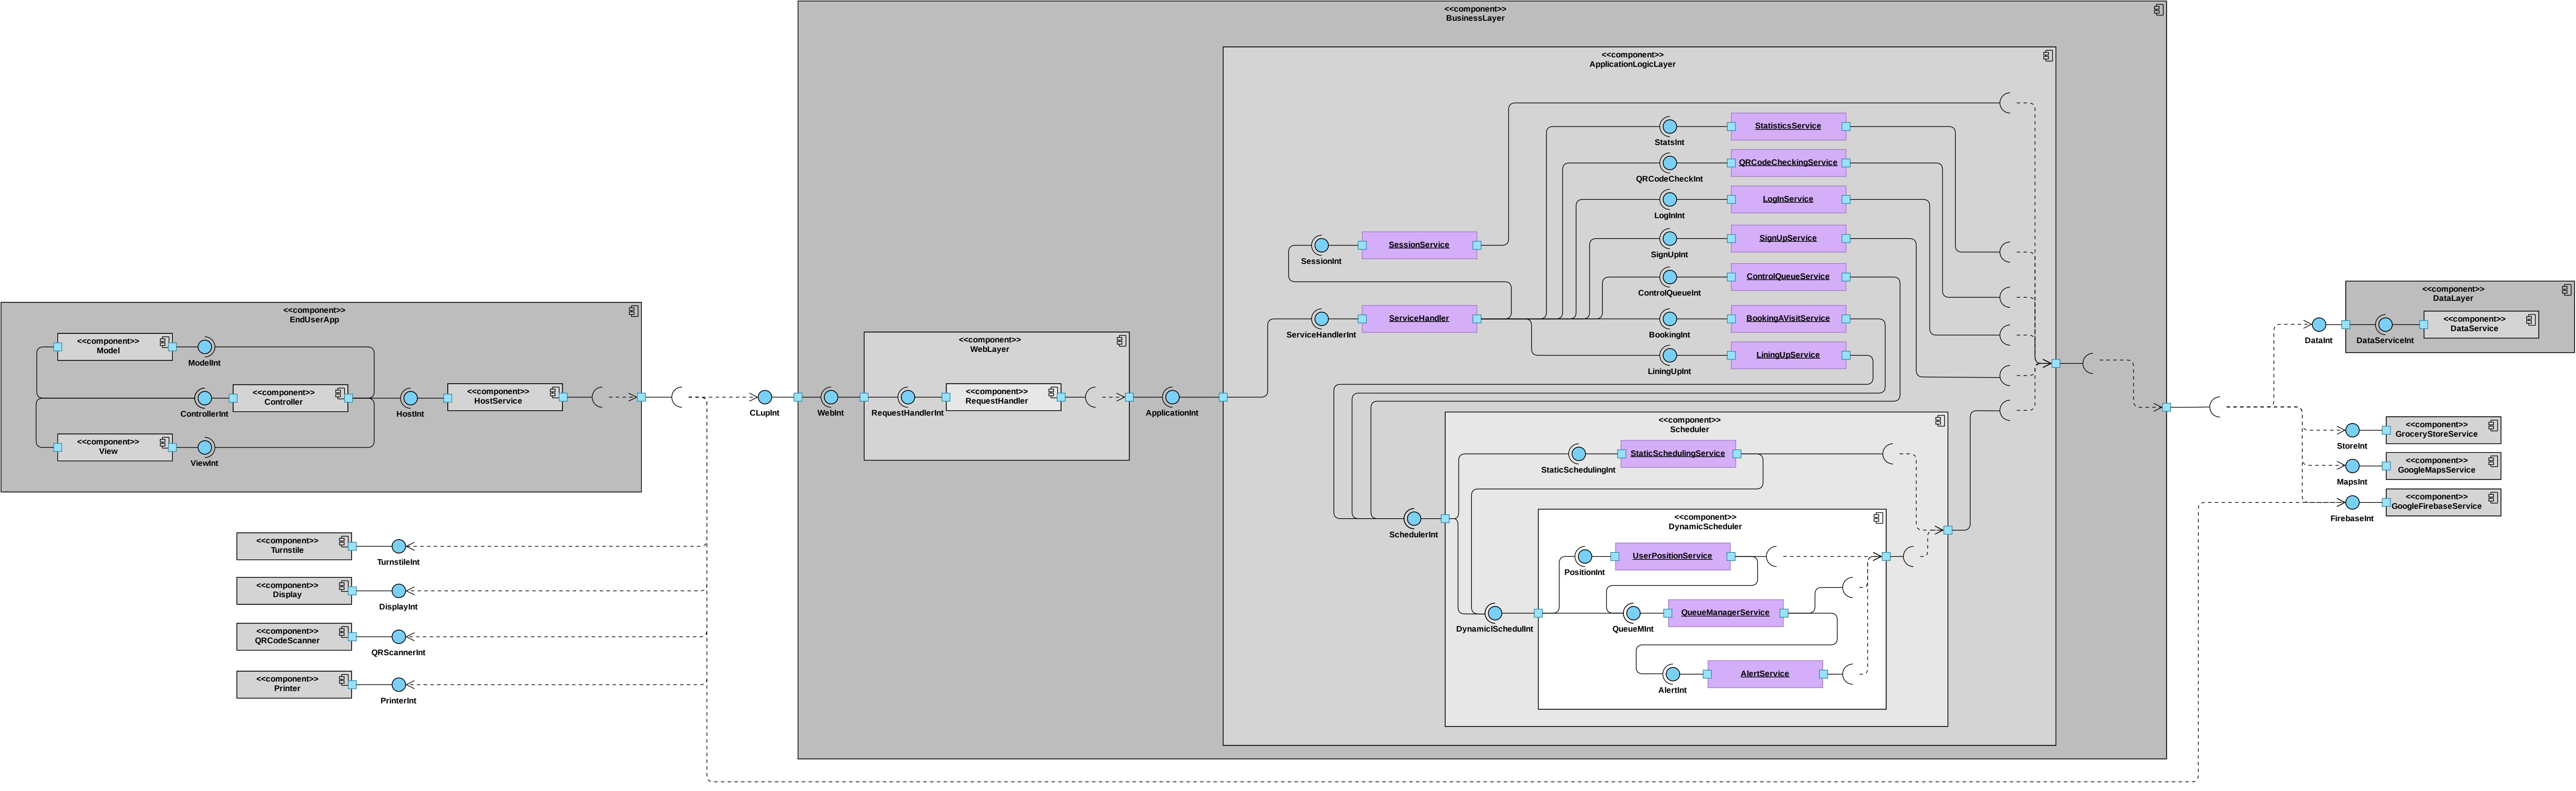 <<component>>
BusinessLayer
<<component>>
ApplicationLogicLayer
StatisticsService
StatsInt
QRCodeCheckingService
QRCodeCheckInt
LogInService
LogInInt
SignUpService
SignUpInt
SessionService
SessionInt
ControlQueueService
ControlQueueInt
ServiceHandler
ServiceHandlerInt
BookingAVisitService
BookingInt
LiningUpService
LiningUpInt
<<component>>
EndUserApp
<<component>>
Model
ModelInt
<<component>>
Controller
ControllerInt
HostInt
<<component>>
HostService
<<component>>
View
ViewInt
CLupInt
WebInt
<<component>>
WebLayer
RequestHandlerInt
<<component>>
RequestHandler
ApplicationInt
<<component>>
Scheduler
StaticSchedulingService
StaticSchedulingInt
SchedulerInt
<<component>>
DynamicScheduler
UserPositionService
PositionInt
QueueManagerService
DynamiclSchedulInt
QueueMInt
AlertService
AlertInt
<<component>>
DataLayer
<<component>>
DataService
DataInt
DataServiceInt
<<component>>
GroceryStoreService
StoreInt
<<component>>
GoogleMapsService
MapsInt
<<component>>
GoogleFirebaseService
FirebaseInt
<<component>>
Turnstile
TurnstileInt
<<component>>
Display
DisplayInt
<<component>>
QRCodeScanner
QRScannerInt
<<component>>
Printer
PrinterInt